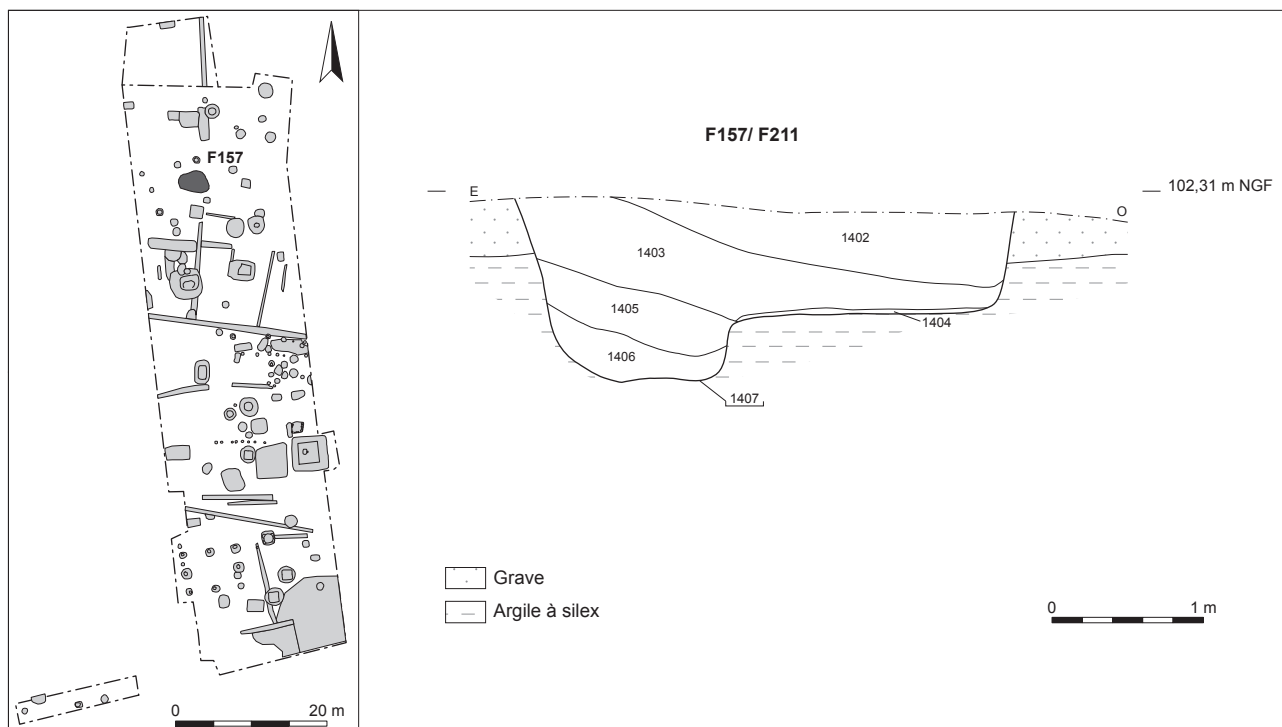 F157
0 20 m
F157/ F211
E
102,31 m NGF
O
1402
1403
1405
1404
1406
1407
Grave
Argile à silex
0 1 m